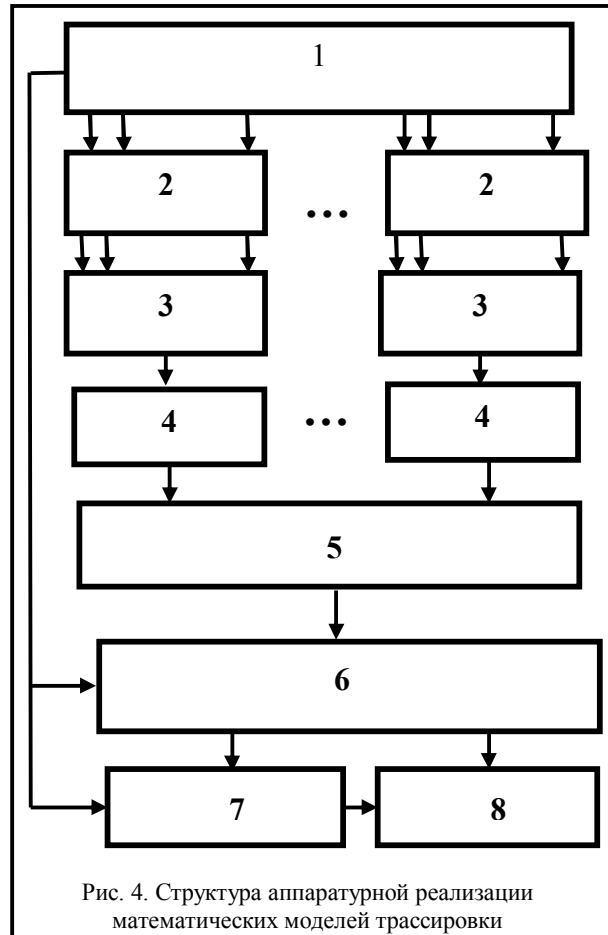 1
2 ... 2
3 3
4 ... 4
5
6
7 8
Рис. 4. Структура аппаратурной реализации
математических моделей трассировки